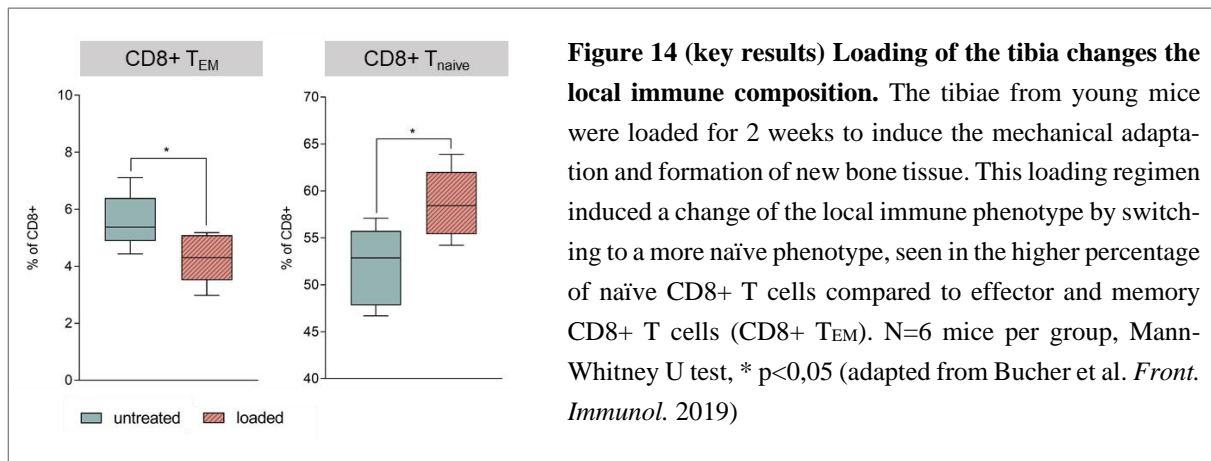 CD8+ TEM
CD8+ Tnaive
% of CD8+
10
8
6
4
2
0
% of CD8+
70
65
60
55
50
45
40
*
*
untreated
loaded
Figure 14 (key results) Loading of the tibia changes the
local immune composition. The tibiae from young mice
were loaded for 2 weeks to induce the mechanical adapta-
tion and formation of new bone tissue. This loading regimen
induced a change of the local immune phenotype by switch-
ing to a more naïve phenotype, seen in the higher percentage
of naïve CD8+ T cells compared to effector and memory
CD8+ T cells (CD8+ TEM). N=6 mice per group, Mann-
Whitney U test, * p<0,05 (adapted from Bucher et al. Front.
Immunol. 2019)